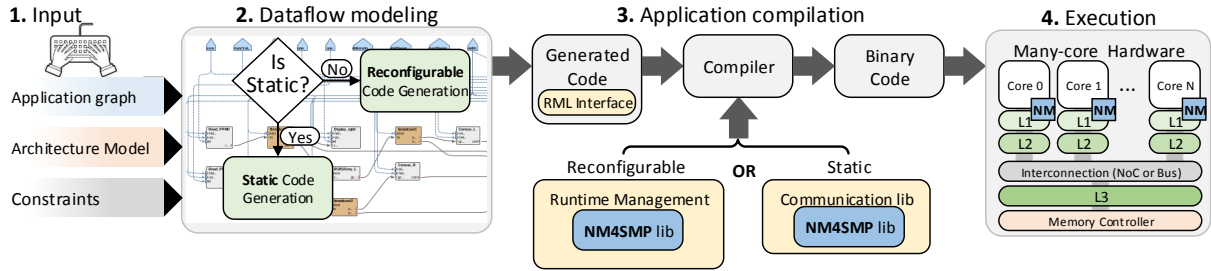 1. Input
Application graph
Architecture Model
Constraints
2. Dataflow modeling
Is
Static?
No
Reconfigurable
Code Generation
Yes
Static Code
Generation
3. Application compilation
Generated
Code
RML Interface
Compiler
Binary
Code
Reconfigurable
OR
Static
Runtime Management
NM4SMP lib
Communication lib
NM4SMP lib
4. Execution
Many-core Hardware
Core 0
Core 1
...
Core N
NM
NM
NM
L1
L1
L1
L2
L2
L2
Interconnection (NoC or Bus)
L3
Memory Controller